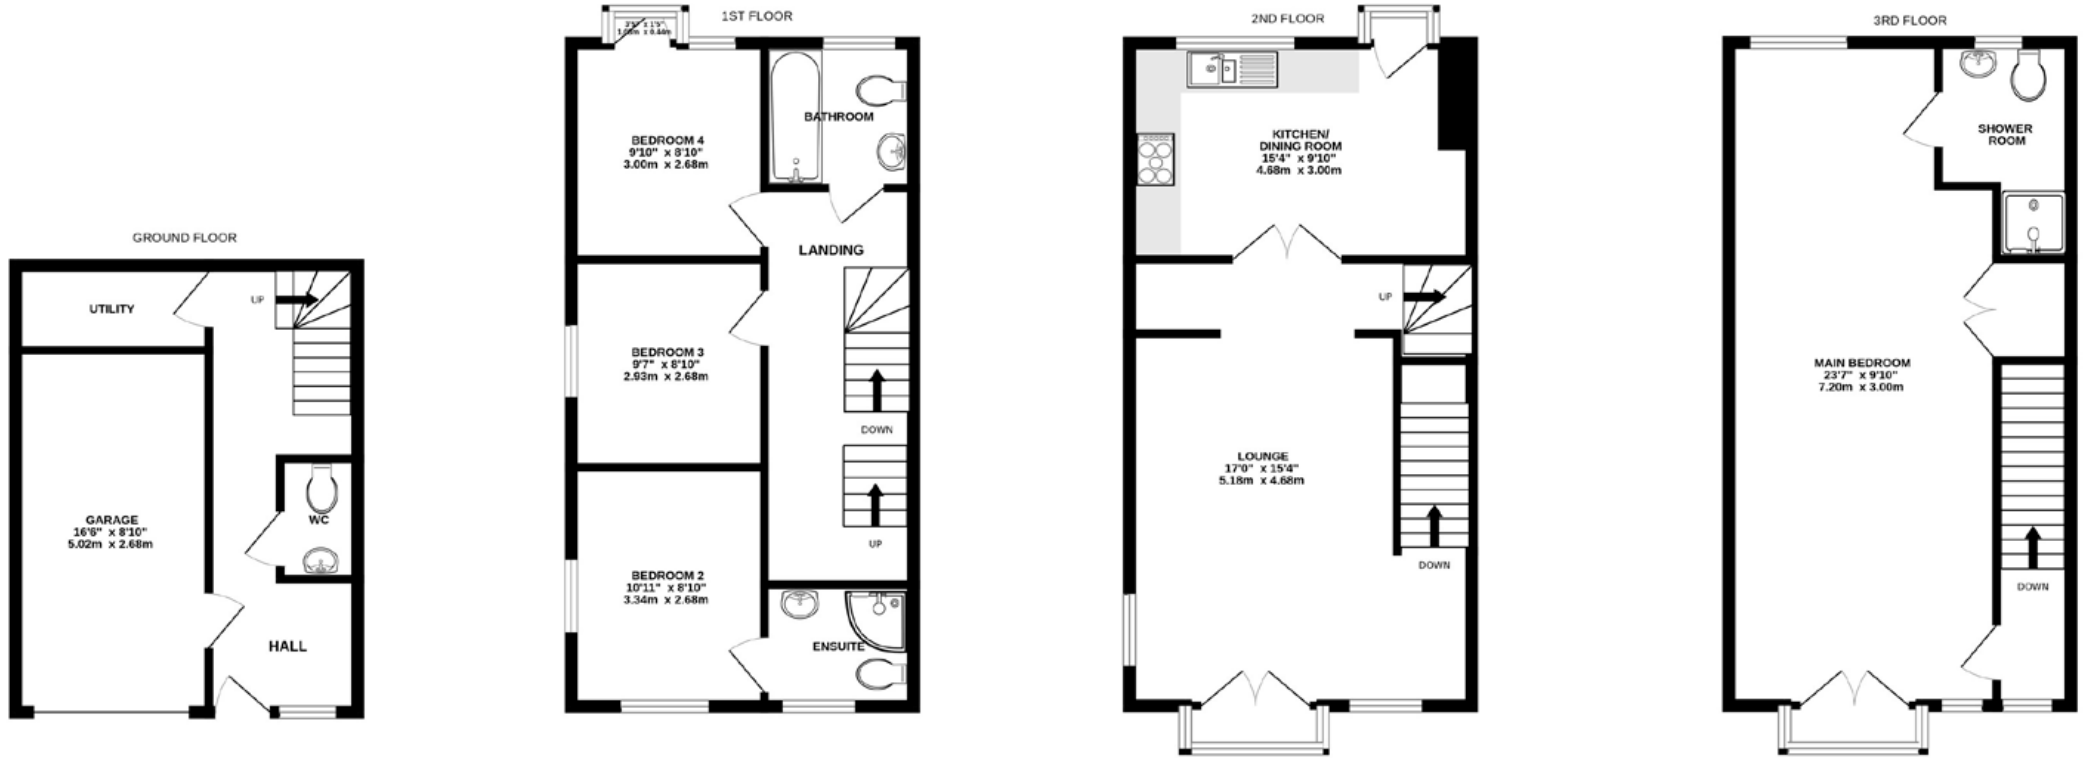 GROUND FLOOR
UTILITY
UP
GARAGE
16'6" x 8'10"
5.02m x 2.68m
WC
HALL
1ST FLOOR
BEDROOM 4
9'10" x 8'10"
3.00m x 2.68m
BATHROOM
LANDING
BEDROOM 3
9'7" x 8'10"
2.93m x 2.68m
DOWN
UP
BEDROOM 2
10'11" x 8'10"
3.34m x 2.68m
ENSUITE
2ND FLOOR
KITCHEN/
DINING ROOM
15'4" x 9'10"
4.68m x 3.00m
UP
LOUNGE
17'0" x 15'4"
5.18m x 4.68m
DOWN
3RD FLOOR
SHOWER
ROOM
MAIN BEDROOM
23'7" x 9'10"
7.20m x 3.00m
DOWN